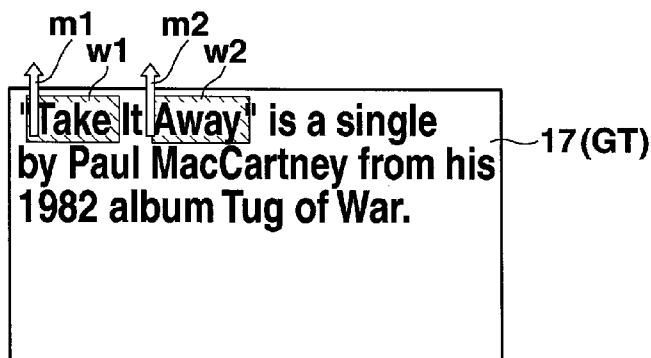 m1 m2
w1 w2
"Take It Away" is a single
by Paul MacCartney from his
1982 album Tug of War.
17(GT)